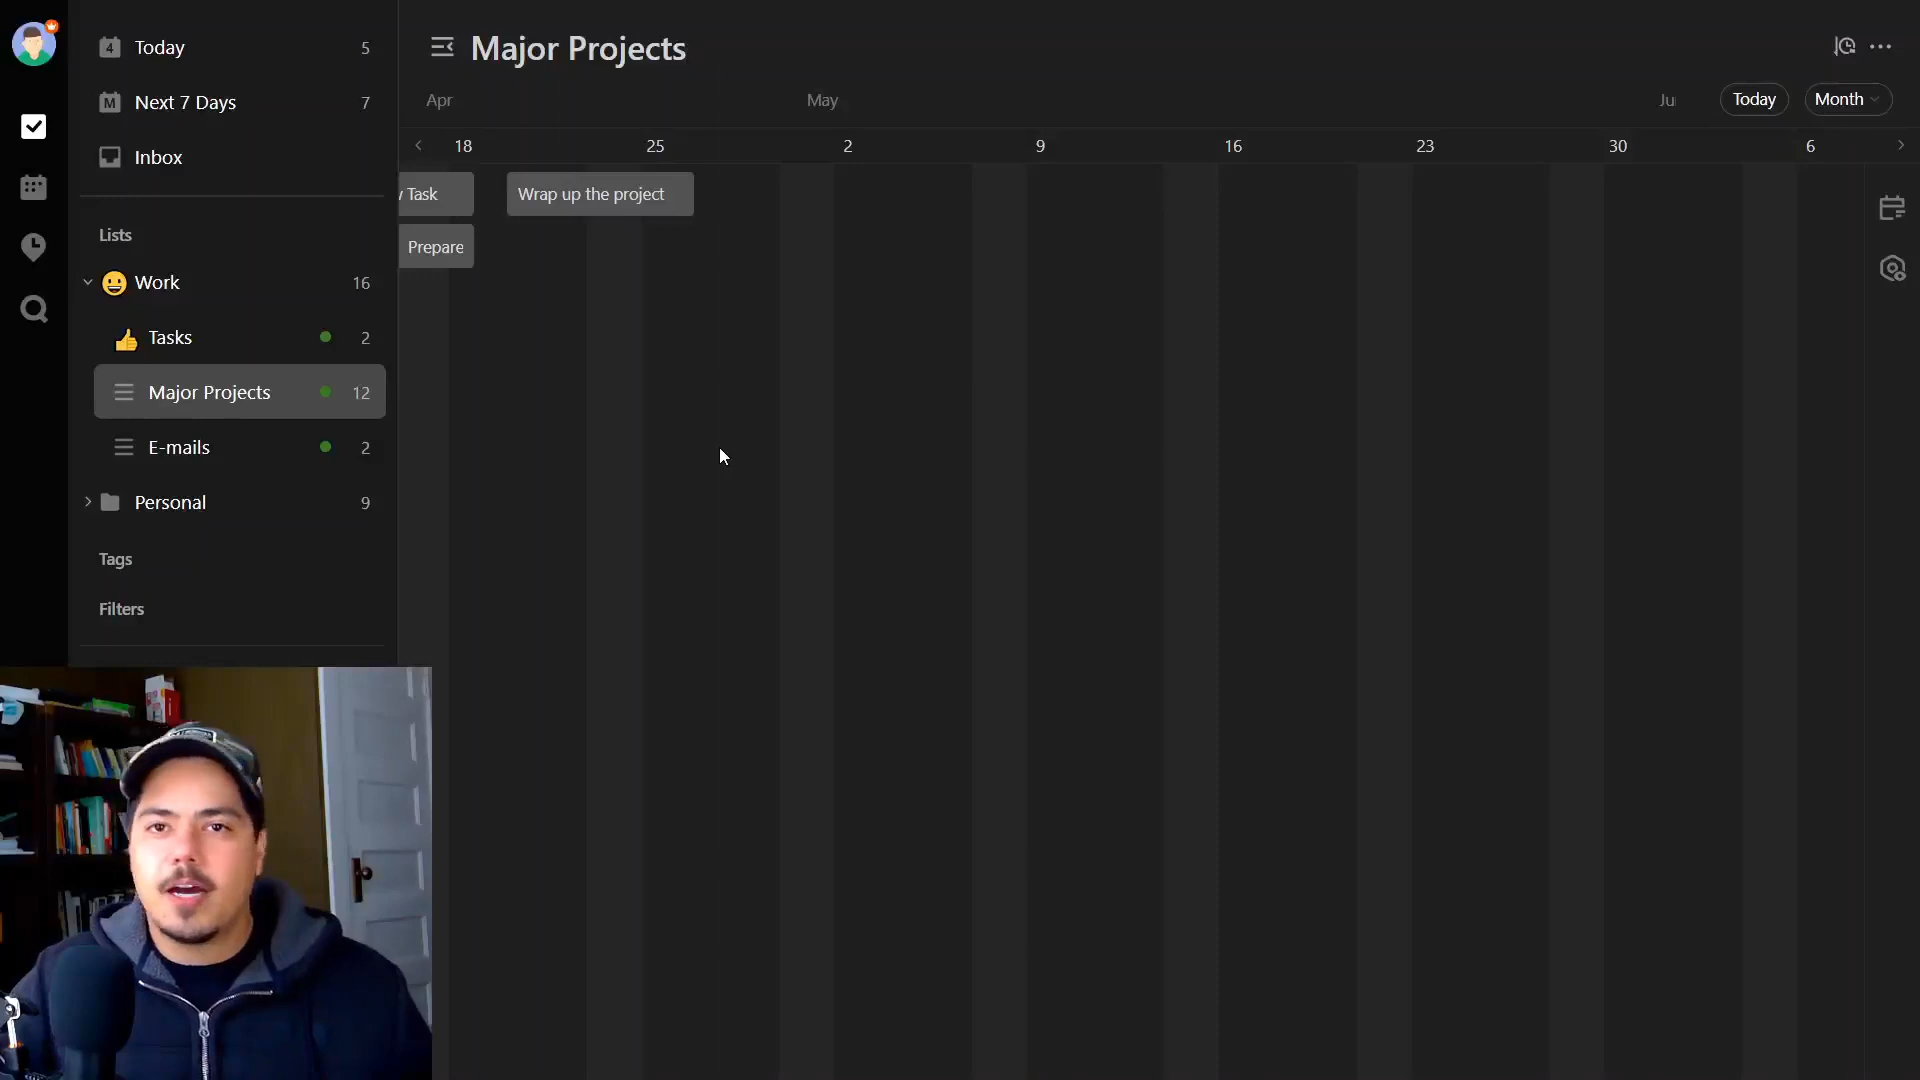 4 Today 5
M Next 7 Days 7
Inbox
Lists
Work 16
Tasks 2
Major Projects 12
E-mails 2
Personal 9
Tags
Filters
Major Projects
Apr May Today Month
18 25 2 9 16 23 30 6
Task Wrap up the project
Prepare